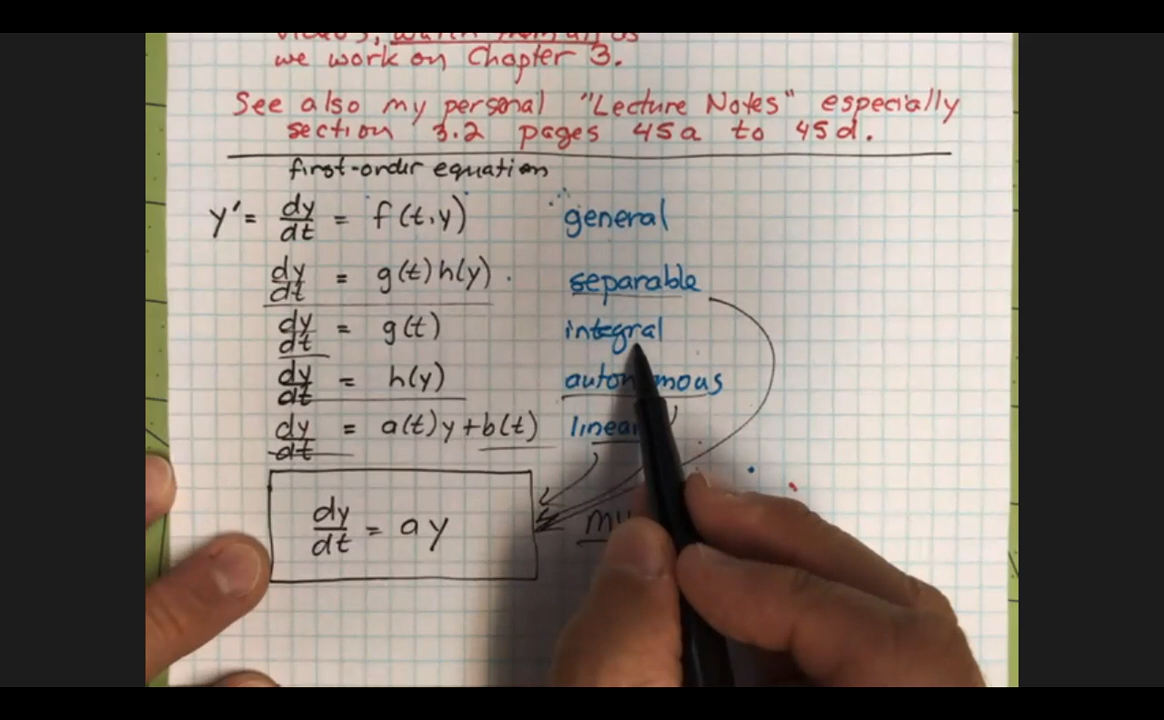 we work on Chapter 3.
See also my personal "Lecture Notes" especially
section 3.2 pages 45a to 45d.
first-order equation
y' = dy/dt = f(t,y) general
dy/dt = g(t)h(y). separable
dy/dt = g(t) integral
dy/dt = h(y) autonomous
dy/dt = a(t)y+b(t) linear
dy/dt = ay